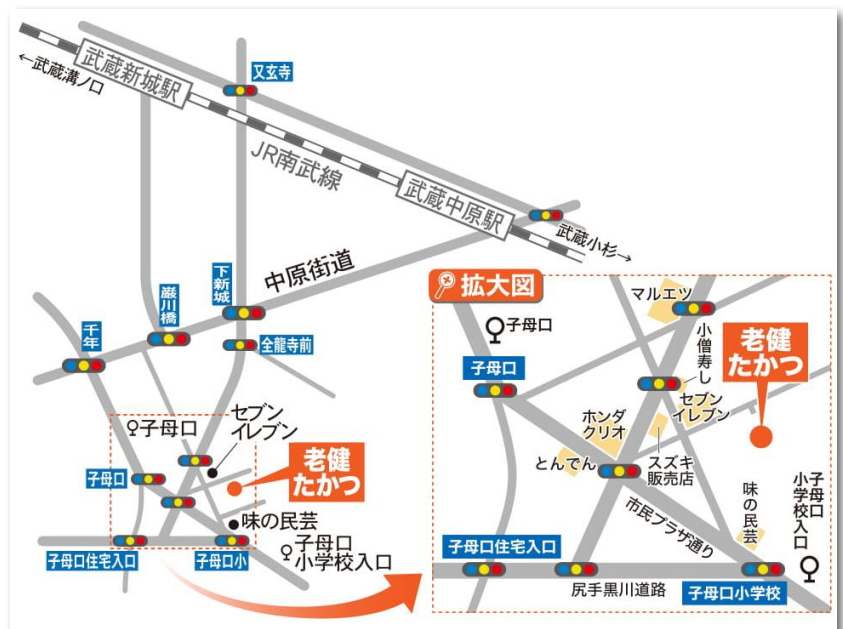 武蔵新城駅
←武蔵溝ノ口
又玄寺
JR南武線
武蔵中原駅
武蔵小杉→
中原街道
下新城
巌川橋
千年
全龍寺前
セブン
イレブン
子母口
子母口
老健
たかつ
味の民芸
子母口
小学校入口
子母口住宅入口
子母口小
拡大図
マルエツ
子母口
小僧寿し
子母口
老健
たかつ
セブン
イレブン
ホンダ
クリオ
とんでん
スズキ
販売店
味の民芸
子母口
小学校入口
市民プラザ通り
子母口住宅入口
尻手黒川道路
子母口小学校